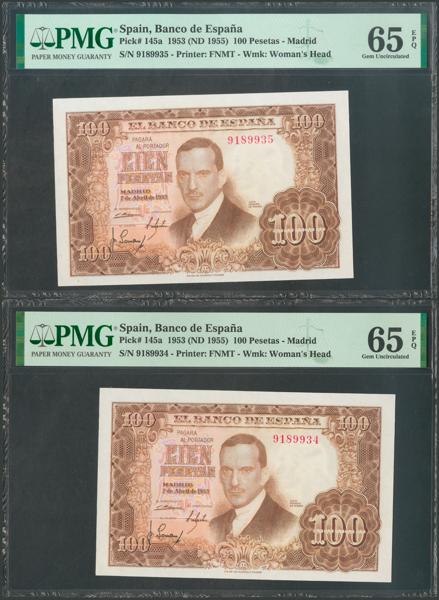 PMG
PAPER MONEY GUARANTY
Spain, Banco de España
Pick# 145a 1953 (ND 1955) 100 Pesetas - Madrid
S/N 9189935 - Printer: FNMT - Wmk: Woman's Head
65 EPQ
Gem Uncirculated
100 100
EL BANCO DE ESPAÑA
PAGARA
AL PORTADOR
9189935
CIEN
PESETAS
MADRID
7 de Abril de 1953
100 100
PMG
PAPER MONEY GUARANTY
Spain, Banco de España
Pick# 145a 1953 (ND 1955) 100 Pesetas - Madrid
S/N 9189934 - Printer: FNMT - Wmk: Woman's Head
65 EPQ
Gem Uncirculated
100 100
EL BANCO DE ESPAÑA
PAGARA
AL PORTADOR
9189934
CIEN
PESETAS
MADRID
7 de Abril de 1953
100 100